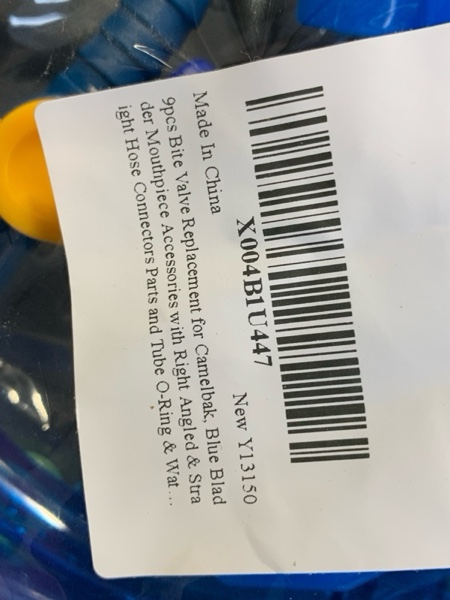 X004B1U447
New Y13150
Made In China
9pcs Bite Valve Replacement for Camelbak, Blue Blad
der Mouthpiece Accessories with Right Angled & Stra
ight Hose Connectors Parts and Tube O-Ring & Wat...